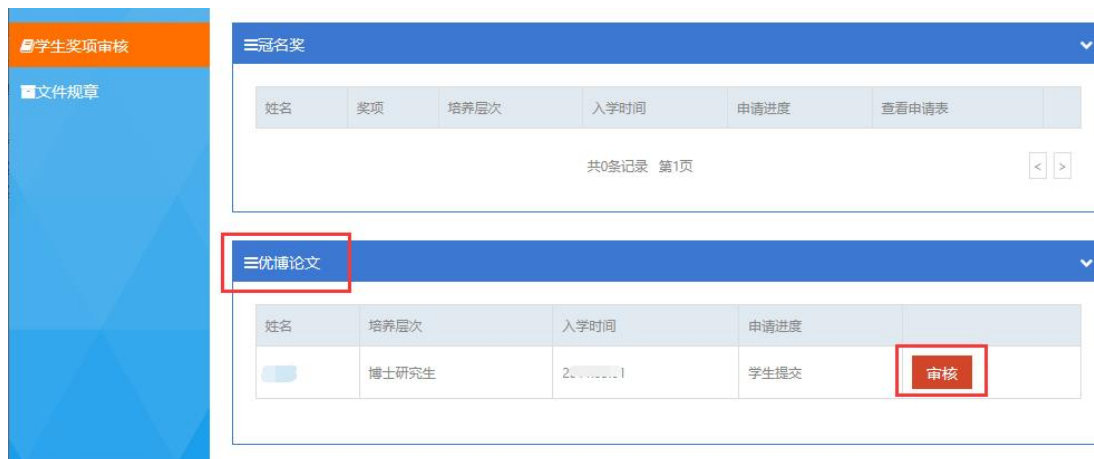 学生奖项审核
文件规章
冠名奖
姓名 奖项 培养层次 入学时间 申请进度 查看申请表
共0条记录 第1页 < >
优博论文
姓名 培养层次 入学时间 申请进度
博士研究生 学生提交 审核